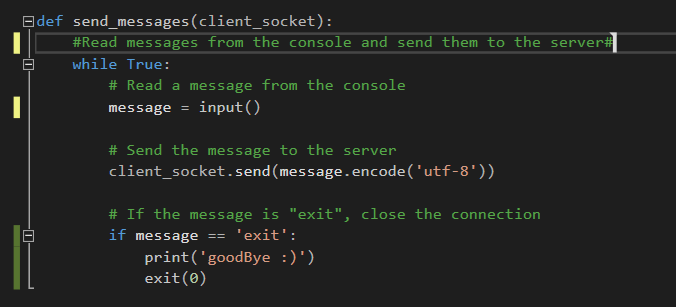 def send_messages(client_socket):
    #Read messages from the console and send them to the server#
    while True:
        # Read a message from the console
        message = input()

        # Send the message to the server
        client_socket.send(message.encode('utf-8'))

        # If the message is "exit", close the connection
        if message == 'exit':
            print('goodBye :)')
            exit(0)